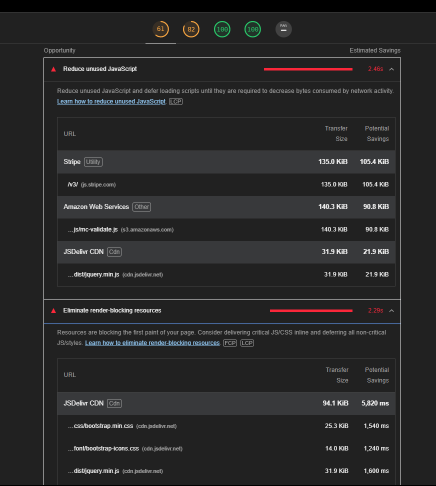 61 82 100 100 PWA
Opportunity Estimated Savings
Reduce unused JavaScript 2.48s
Reduce unused JavaScript and defer loading scripts until they are required to decrease bytes consumed by network activity.
Learn how to reduce unused JavaScript. LCP
URL Transfer Size Potential Savings
Stripe Utility 135.0 KiB 105.4 KiB
/v3/ (js.stripe.com) 135.0 KiB 105.4 KiB
Amazon Web Services Other 140.3 KiB 90.8 KiB
…js/mc-validate.js (s3.amazonaws.com) 140.3 KiB 90.8 KiB
JSDelivr CDN Cdn 31.9 KiB 21.9 KiB
…dist/jquery.min.js (cdn.jsdelivr.net) 31.9 KiB 21.9 KiB
Eliminate render-blocking resources 2.29s
Resources are blocking the first paint of your page. Consider delivering critical JS/CSS inline and deferring all non-critical
JS/styles. Learn how to eliminate render-blocking resources. FCP LCP
URL Transfer Size Potential Savings
JSDelivr CDN Cdn 94.1 KiB 5,820 ms
…css/bootstrap.min.css (cdn.jsdelivr.net) 25.3 KiB 1,540 ms
…font/bootstrap-icons.css (cdn.jsdelivr.net) 14.0 KiB 1,240 ms
…dist/jquery.min.js (cdn.jsdelivr.net) 31.9 KiB 1,600 ms